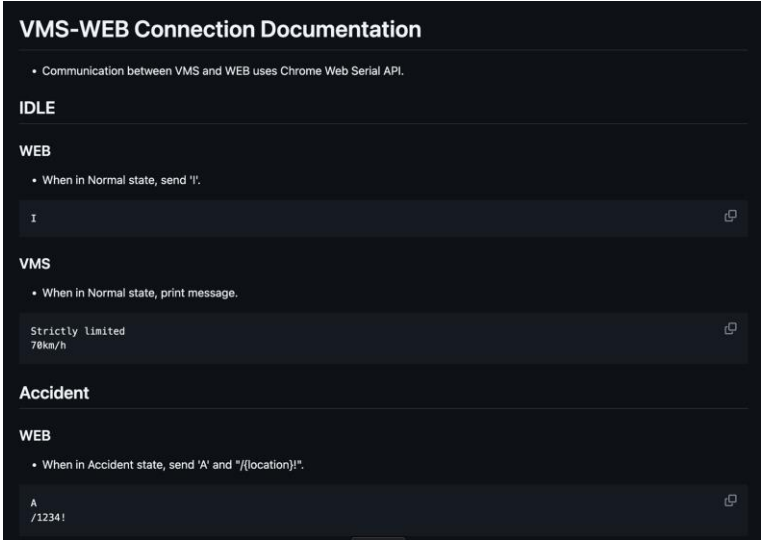 VMS-WEB Connection Documentation
• Communication between VMS and WEB uses Chrome Web Serial API.
IDLE
WEB
• When in Normal state, send 'I'.
I
VMS
• When in Normal state, print message.
Strictly limited
70km/h
Accident
WEB
• When in Accident state, send 'A' and "/{location}!".
A
/1234!